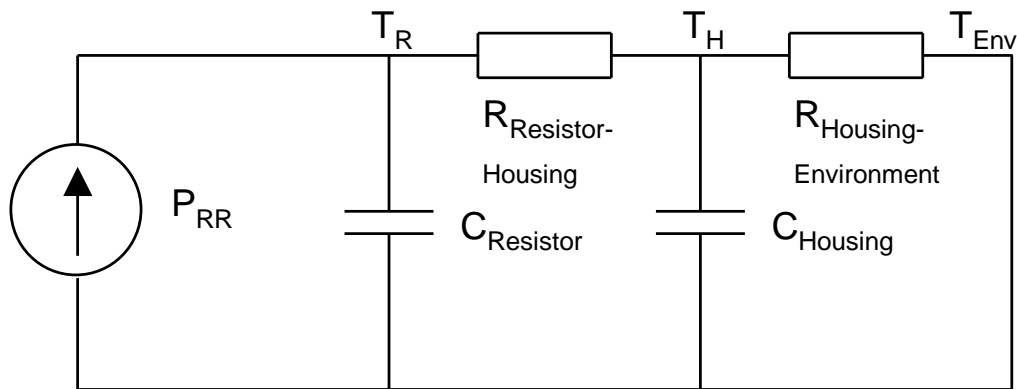 T_R
T_H
T_Env
R_Resistor-
Housing
R_Housing-
Environment
P_RR
C_Resistor
C_Housing